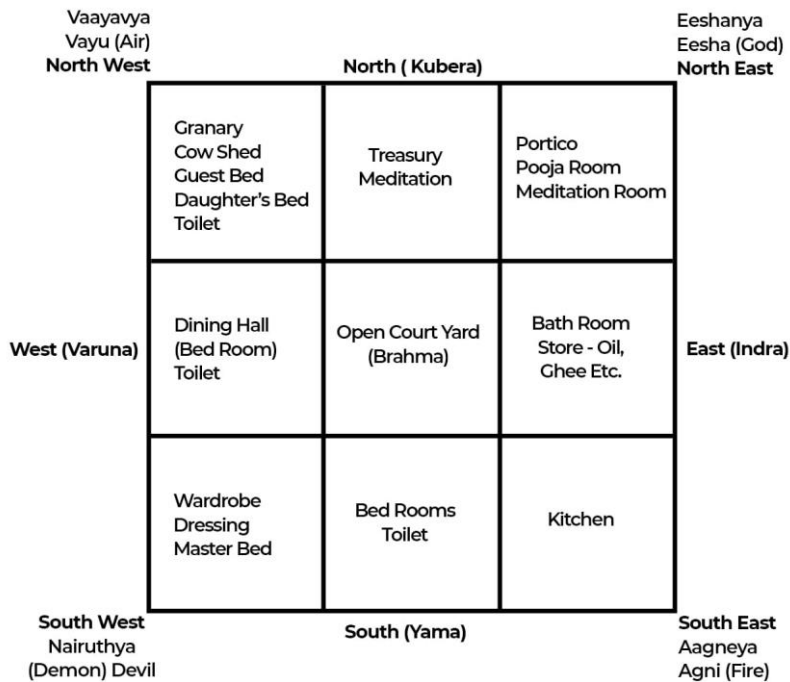 Vaayavya
Vayu (Air)
North West
North ( Kubera)
Eeshanya
Eesha (God)
North East
Granary
Cow Shed
Guest Bed
Daughter's Bed
Toilet
Treasury
Meditation
Portico
Pooja Room
Meditation Room
West (Varuna)
Dining Hall
(Bed Room)
Toilet
Open Court Yard
(Brahma)
Bath Room
Store - Oil,
Ghee Etc.
East (Indra)
Wardrobe
Dressing
Master Bed
Bed Rooms
Toilet
Kitchen
South West
Nairuthya
(Demon) Devil
South (Yama)
South East
Aagneya
Agni (Fire)